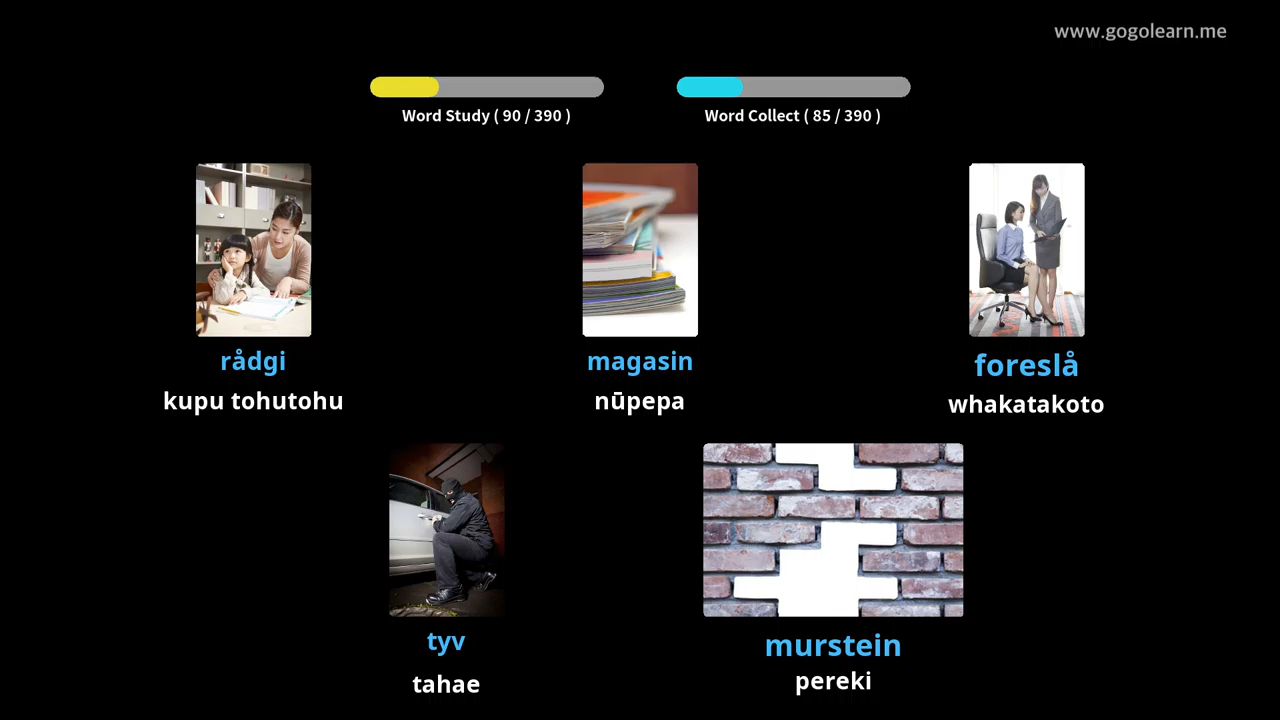 www.gogolearn.me
Word Study ( 90 / 390 )
Word Collect ( 85 / 390 )
rådgi
kupu tohutohu
magasin
nūpepa
foreslå
whakatakoto
tyv
tahae
murstein
pereki